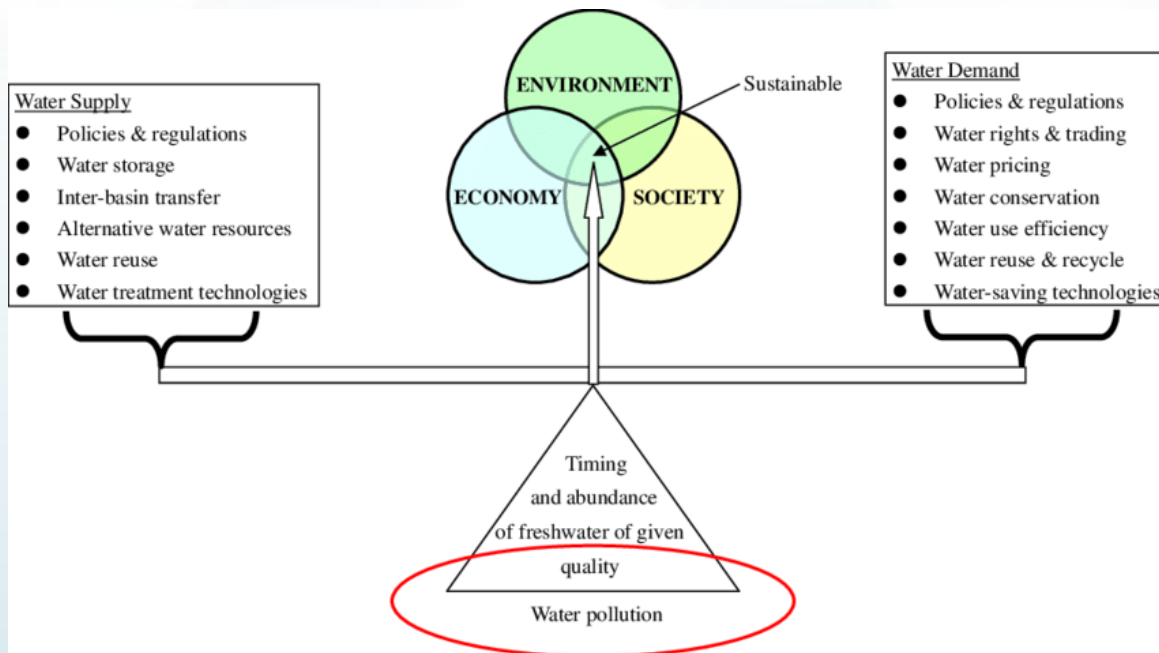 Water Supply
● Policies & regulations
● Water storage
● Inter-basin transfer
● Alternative water resources
● Water reuse
● Water treatment technologies
ENVIRONMENT
ECONOMY
SOCIETY
Sustainable
Water Demand
● Policies & regulations
● Water rights & trading
● Water pricing
● Water conservation
● Water use efficiency
● Water reuse & recycle
● Water-saving technologies
Timing
and abundance
of freshwater of given
quality
Water pollution